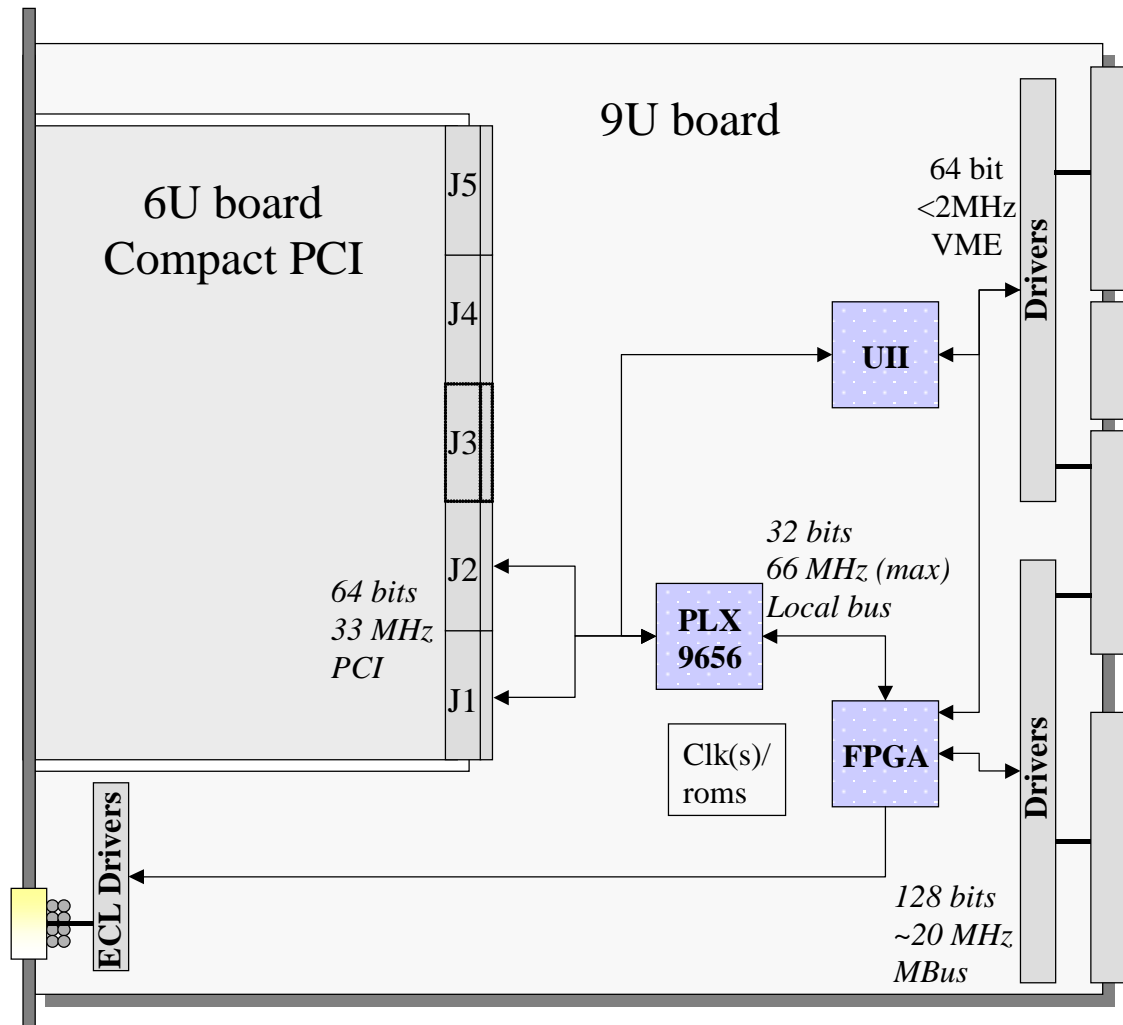 9U board
6U board
Compact PCI
J5
J4
J3
J2
J1
64 bit
<2MHz
VME
Drivers
UII
32 bits
66 MHz (max)
Local bus
64 bits
33 MHz
PCI
PLX
9656
Clk(s)/
roms
FPGA
Drivers
ECL Drivers
128 bits
~20 MHz
MBus